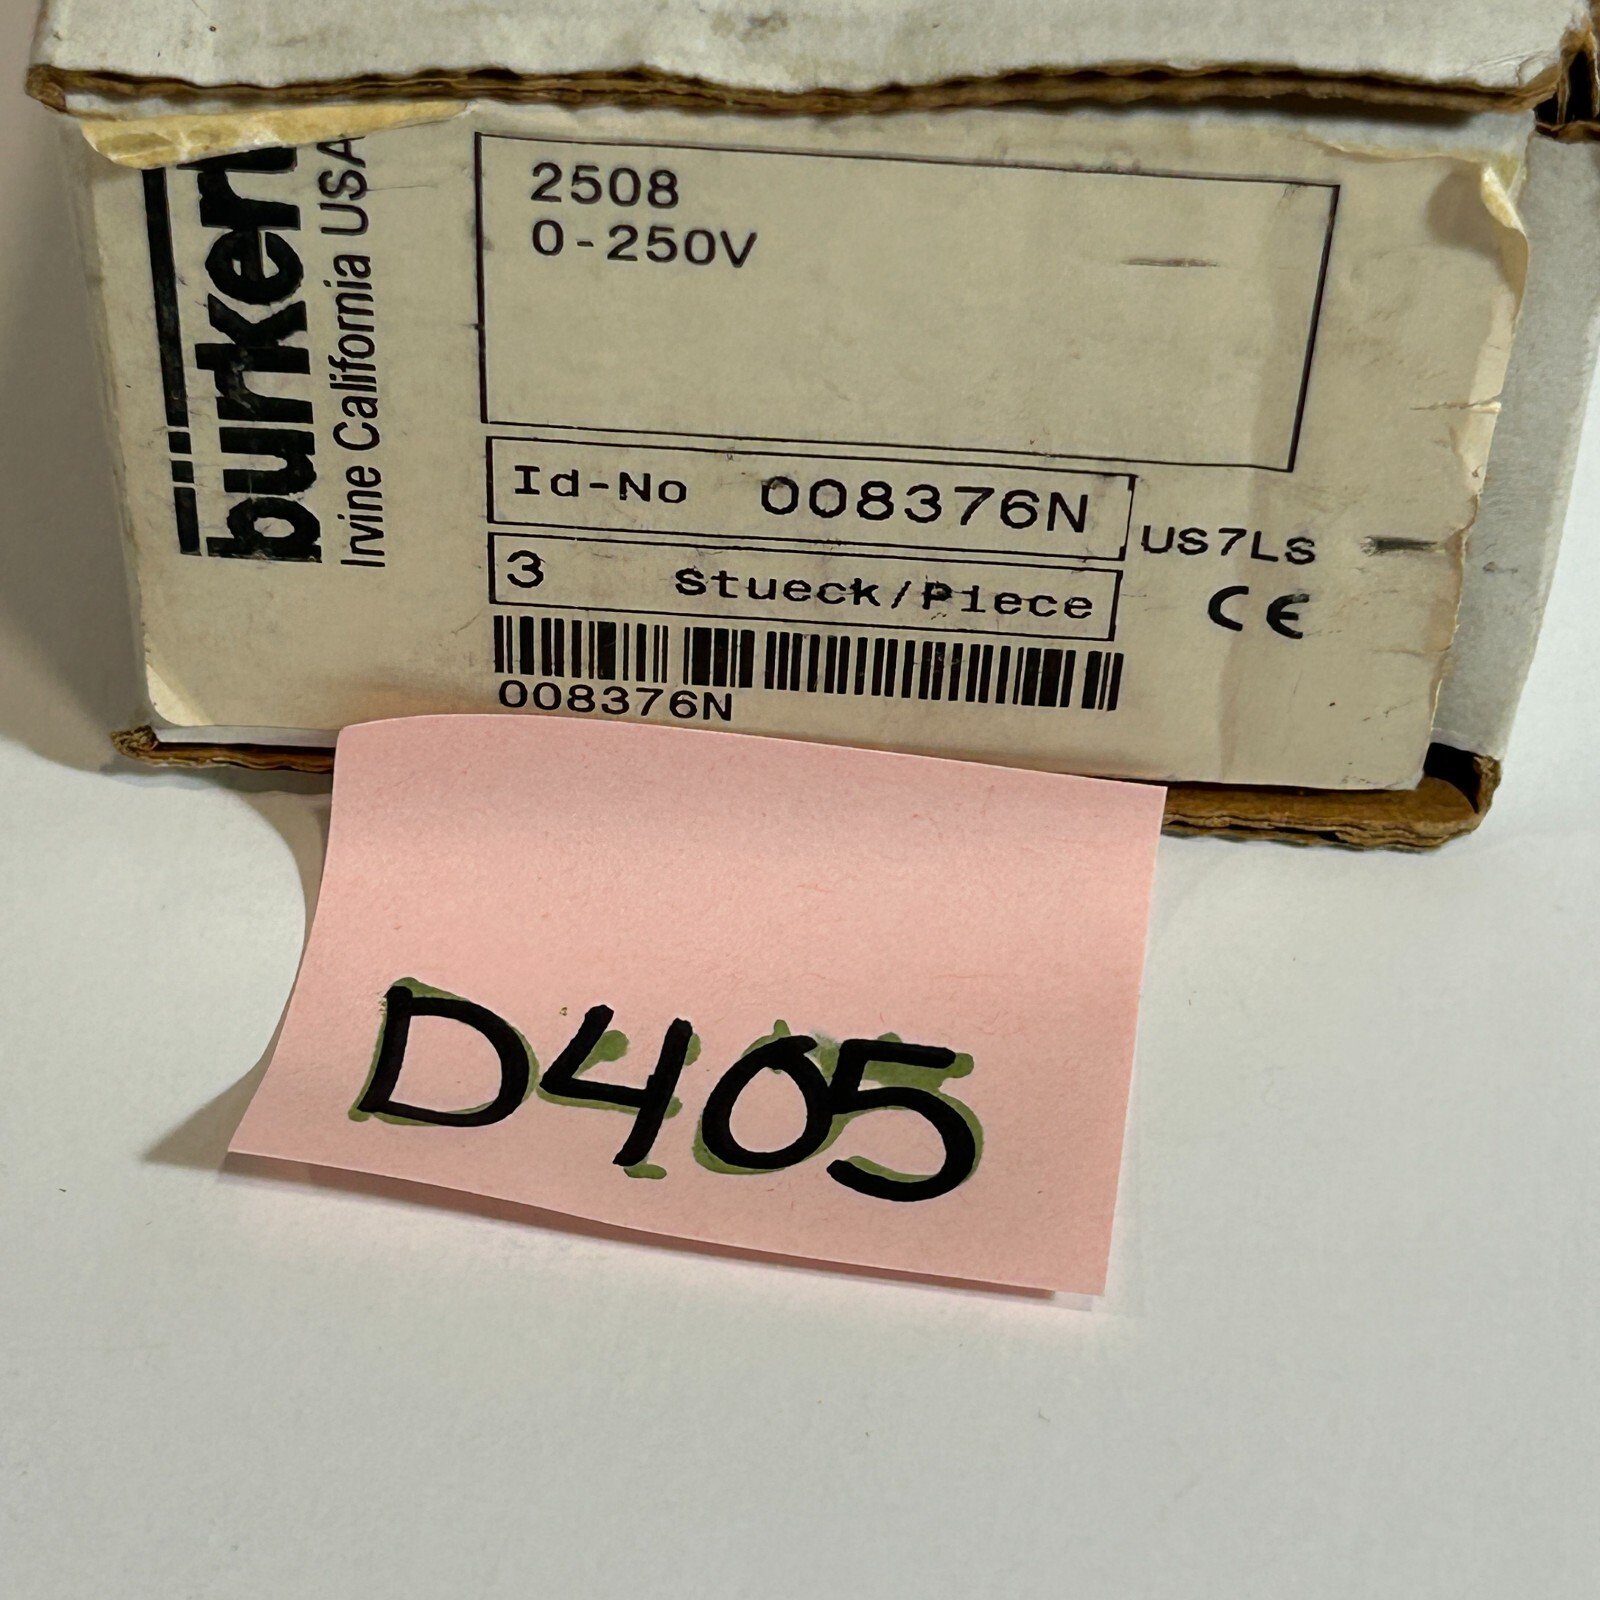 burkert
Irvine California USA
2508
0-250V
Id-No 008376N
US7LS
3 Stueck/Piece
CE
008376N
D405